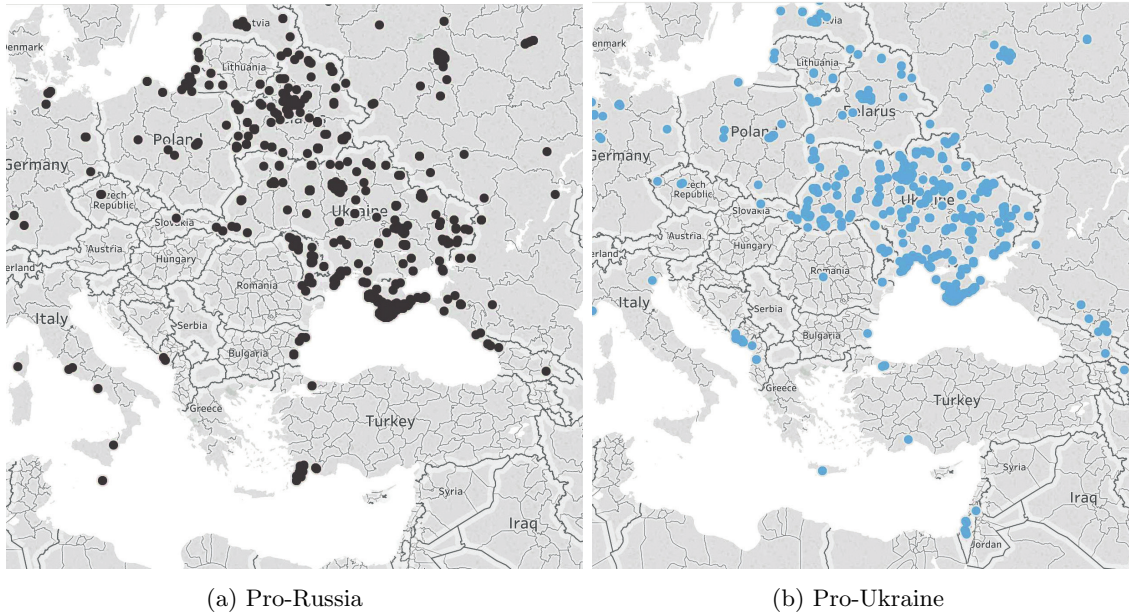 Denmark
Lithuania
Poland
Germany
Czech
Republic
Ukraine
Slovakia
Austria
Hungary
Romania
Italy
Serbia
Bulgaria
Greece
Turkey
Syria
Iraq
(a) Pro-Russia
Denmark
Lithuania
Belarus
Poland
Germany
Czech
Republic
Ukraine
Slovakia
Austria
Hungary
Romania
Italy
Serbia
Bulgaria
Greece
Turkey
Syria
Iraq
Jordan
(b) Pro-Ukraine